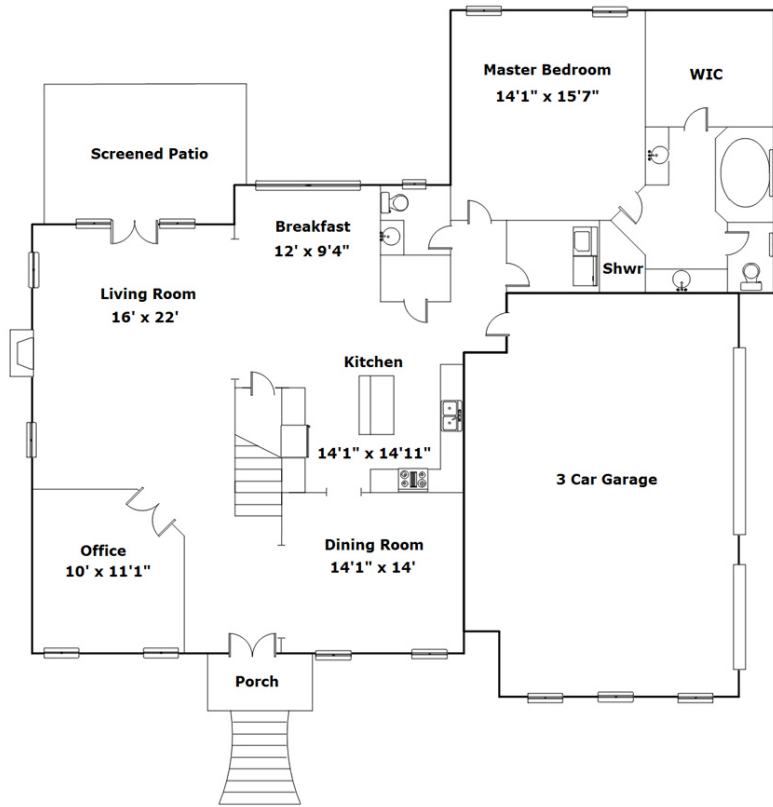 Master Bedroom
14'1" x 15'7"
WIC
Screened Patio
Breakfast
12' x 9'4"
Living Room
16' x 22'
Shwr
Kitchen
14'1" x 14'11"
3 Car Garage
Office
10' x 11'1"
Dining Room
14'1" x 14'
Porch